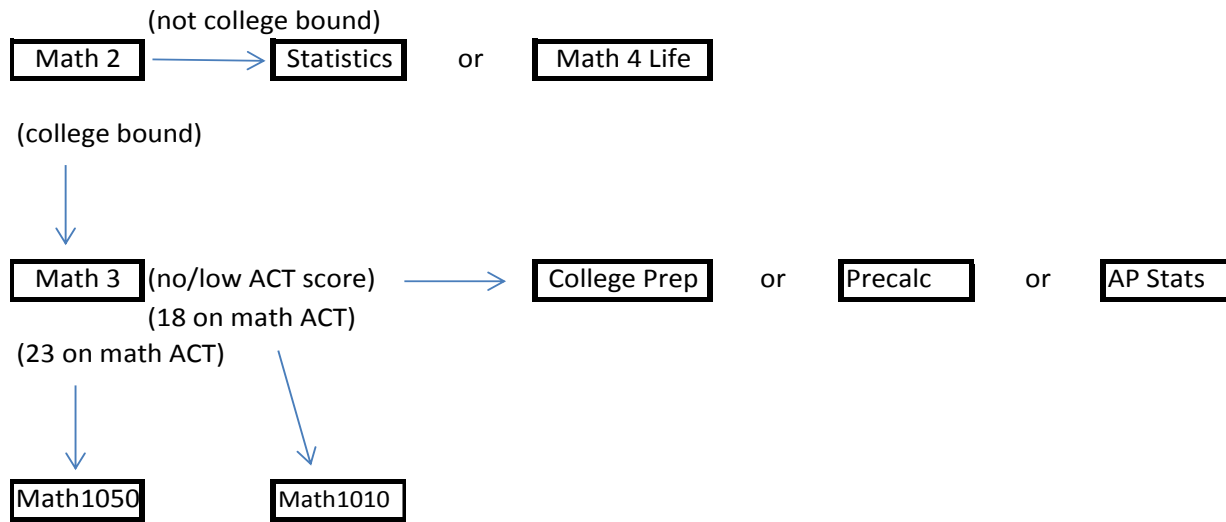 (not college bound)
Math 2 Statistics or Math 4 Life
(college bound)
Math 3 (no/low ACT score) College Prep or Precalc or AP Stats
(18 on math ACT)
(23 on math ACT)
Math1050 Math1010